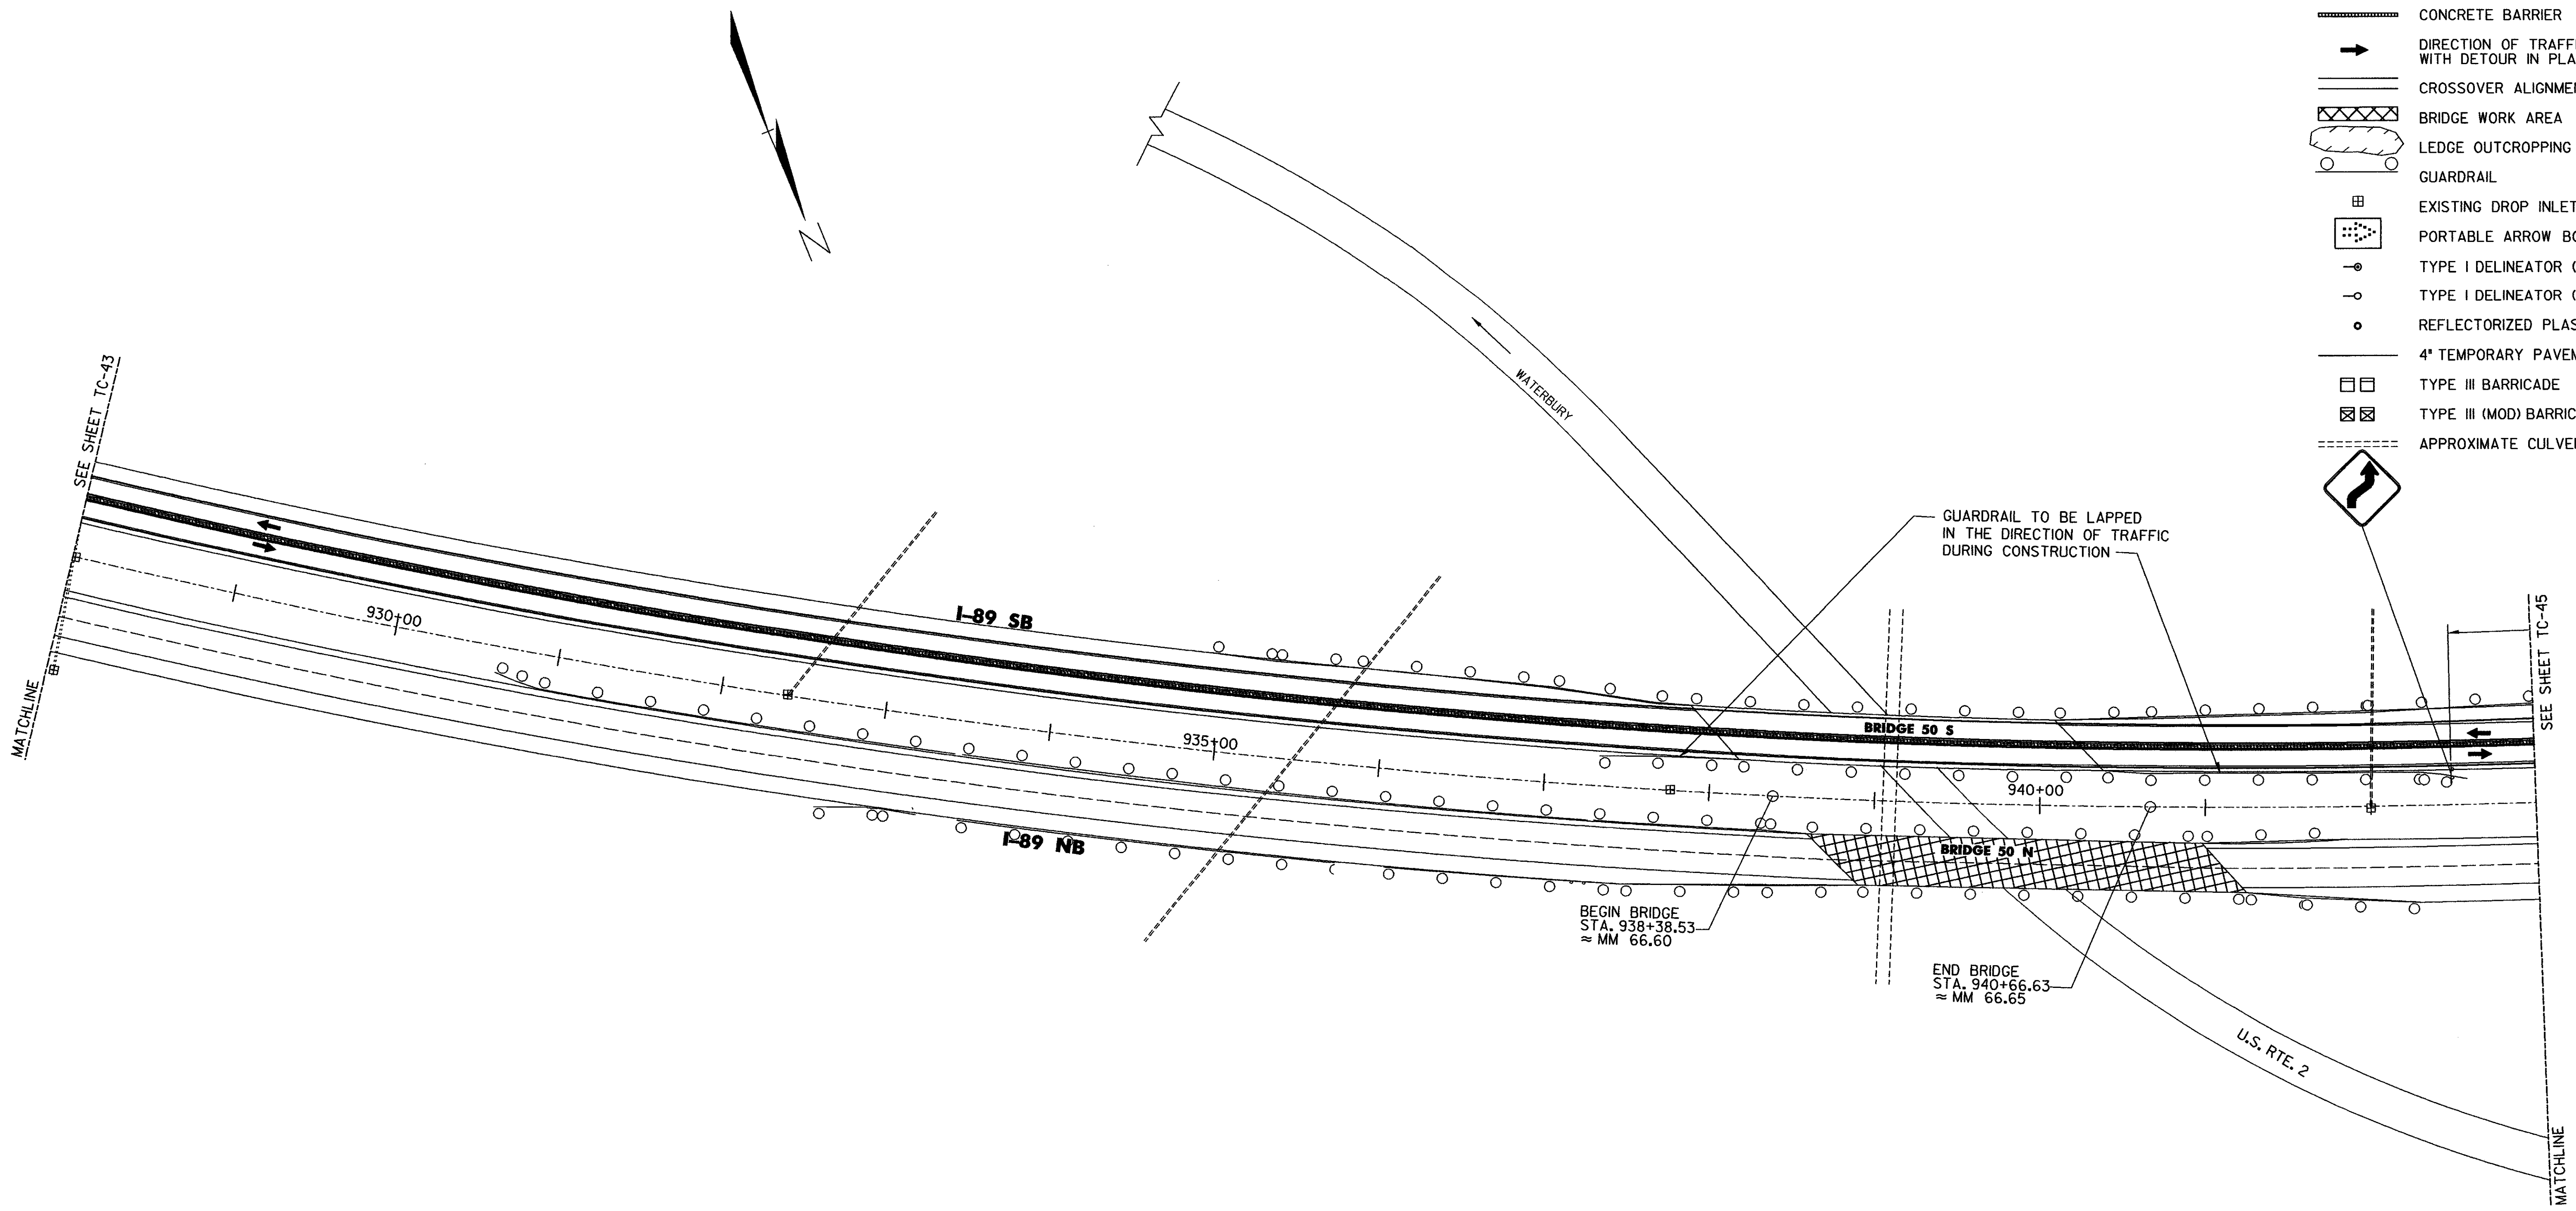 CONCRETE BARRIER
DIRECTION OF TRAFFI
WITH DETOUR IN PLA
CROSSOVER ALIGNME
BRIDGE WORK AREA
LEDGE OUTCROPPING
GUARDRAIL
EXISTING DROP INLET
PORTABLE ARROW BO
TYPE I DELINEATOR (
TYPE I DELINEATOR (
REFLECTORIZED PLAS
4" TEMPORARY PAVEM
TYPE III BARRICADE
TYPE III (MOD) BARRIC
APPROXIMATE CULVE
N
WATERBURY
SEE SHEET TC-43
MATCHLINE
GUARDRAIL TO BE LAPPED
IN THE DIRECTION OF TRAFFIC
DURING CONSTRUCTION
930+00
I-89 SB
935+00
BRIDGE 50 S
940+00
I-89 NB
BRIDGE 50 N
BEGIN BRIDGE
STA. 938+38.53
≈ MM 66.60
END BRIDGE
STA. 940+66.63
≈ MM 66.65
U.S. RTE. 2
SEE SHEET TC-45
MATCHLINE